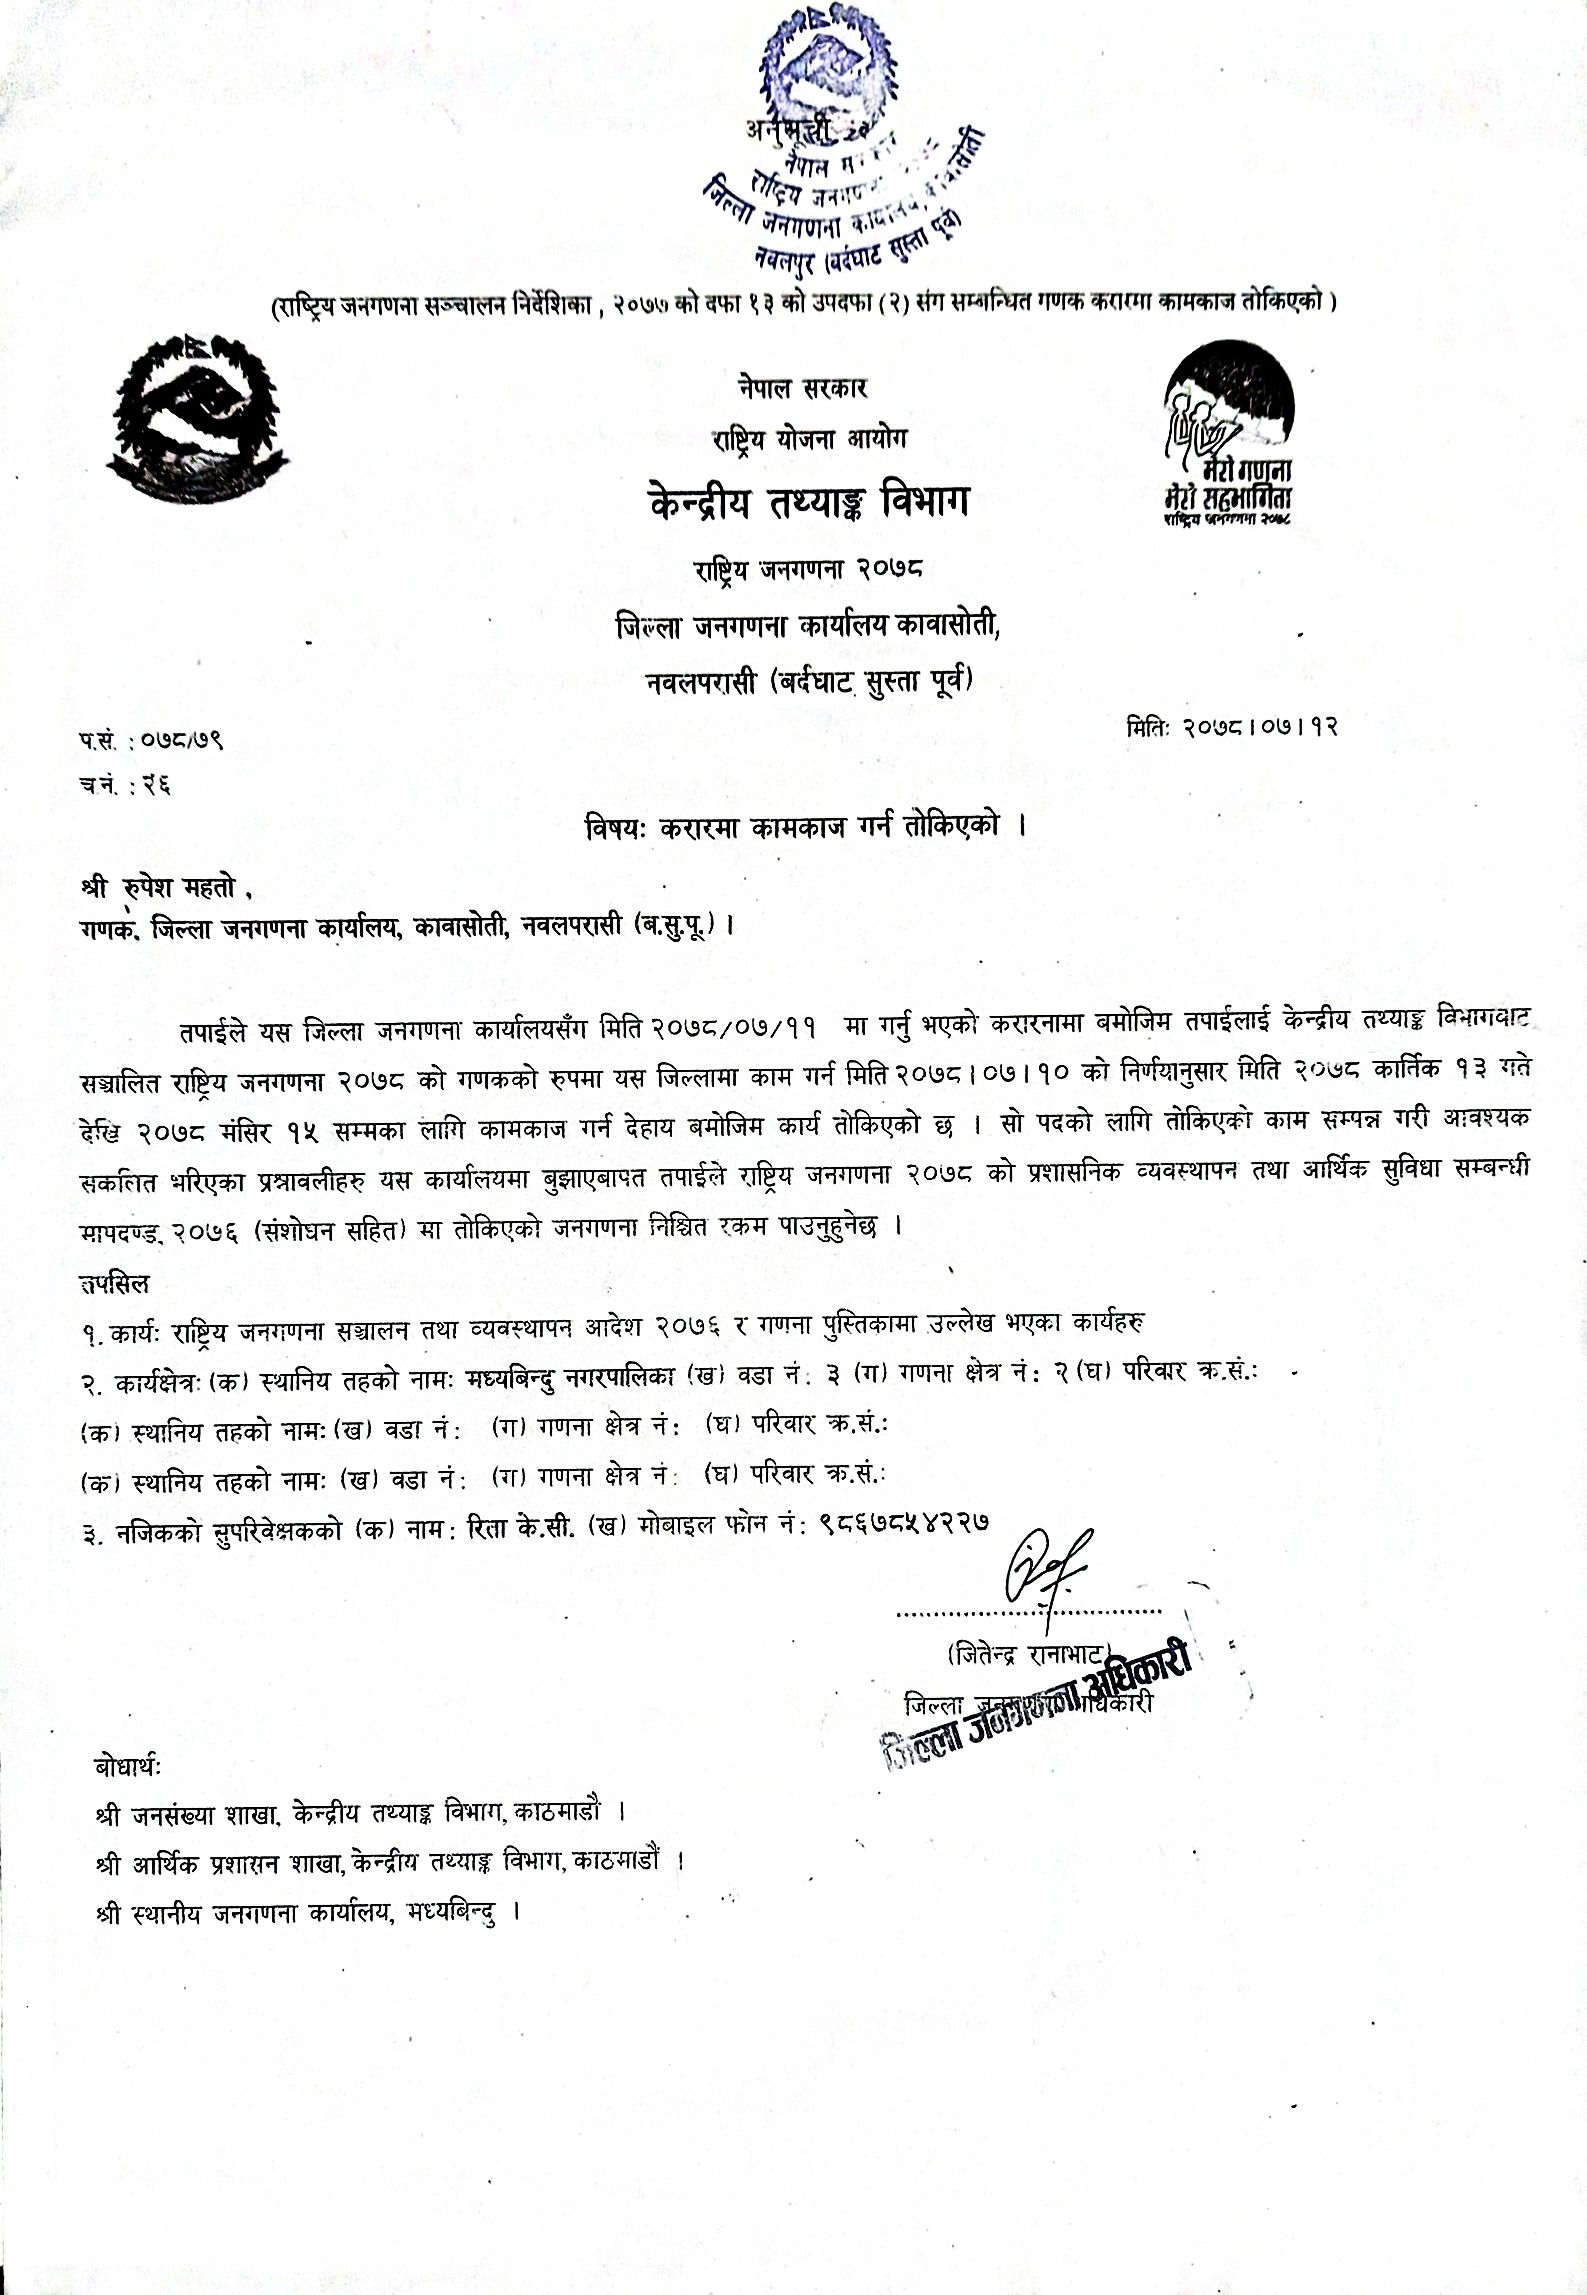 अनुसूची
नेपाल सरकार
राष्ट्रिय जनगणना
जिल्ला जनगणना कार्यालय, कावासोती
नवलपुर (बर्दघाट सुस्ता पूर्व)
(राष्ट्रिय जनगणना सञ्चालन निर्देशिका , २०७७ को दफा १३ को उपदफा (२) संग सम्बन्धित गणक करारमा कामकाज तोकिएको )
नेपाल सरकार
राष्ट्रिय योजना आयोग
केन्द्रीय तथ्याङ्क विभाग
मेरो गणना
मेरो सहभागिता
राष्ट्रिय जनगणना २०७८
राष्ट्रिय जनगणना २०७८
जिल्ला जनगणना कार्यालय कावासोती,
नवलपरासी (बर्दघाट सुस्ता पूर्व)
प.सं. : ०७८/७९
मितिः २०७८।०७।१२
च.नं. : २६
विषयः करारमा कामकाज गर्न तोकिएको ।
श्री रुपेश महतो ,
गणक, जिल्ला जनगणना कार्यालय, कावासोती, नवलपरासी (ब.सु.पू.) ।
तपाईले यस जिल्ला जनगणना कार्यालयसँग मिति २०७८/०७/११ मा गर्नु भएको करारनामा बमोजिम तपाईलाई केन्द्रीय तथ्याङ्क विभागबाट
सञ्चालित राष्ट्रिय जनगणना २०७८ को गणकको रुपमा यस जिल्लामा काम गर्न मिति २०७८।०७।१० को निर्णयानुसार मिति २०७८ कार्तिक १३ गते
देखि २०७८ मंसिर १५ सम्मका लागि कामकाज गर्न देहाय बमोजिम कार्य तोकिएको छ । सो पदको लागि तोकिएको काम सम्पन्न गरी आवश्यक
सकलित भरिएका प्रश्नावलीहरु यस कार्यालयमा बुझाएबापत तपाईले राष्ट्रिय जनगणना २०७८ को प्रशासनिक व्यवस्थापन तथा आर्थिक सुविधा सम्बन्धी
मापदण्ड, २०७६ (संशोधन सहित) मा तोकिएको जनगणना निश्चित रकम पाउनुहुनेछ ।
तपसिल
१. कार्यः राष्ट्रिय जनगणना सञ्चालन तथा व्यवस्थापन आदेश २०७६ र गणना पुस्तिकामा उल्लेख भएका कार्यहरु
२. कार्यक्षेत्रः (क) स्थानिय तहको नामः मध्यबिन्दु नगरपालिका (ख) वडा नं: ३ (ग) गणना क्षेत्र नं: २ (घ) परिवार क्र.सं.:
(क) स्थानिय तहको नामः (ख) वडा नं: (ग) गणना क्षेत्र नं: (घ) परिवार क्र.सं.:
(क) स्थानिय तहको नामः (ख) वडा नं: (ग) गणना क्षेत्र नं: (घ) परिवार क्र.सं.:
३. नजिकको सुपरिवेक्षकको (क) नाम: रिता के.सी. (ख) मोबाइल फोन नं: ९८६७८५४२२७
(जितेन्द्र रानाभाट)
जिल्ला जनगणना अधिकारी
जिल्ला जनगणना अधिकारी
बोधार्थः
श्री जनसंख्या शाखा, केन्द्रीय तथ्याङ्क विभाग, काठमाडौं ।
श्री आर्थिक प्रशासन शाखा, केन्द्रीय तथ्याङ्क विभाग, काठमाडौं ।
श्री स्थानीय जनगणना कार्यालय, मध्यबिन्दु ।